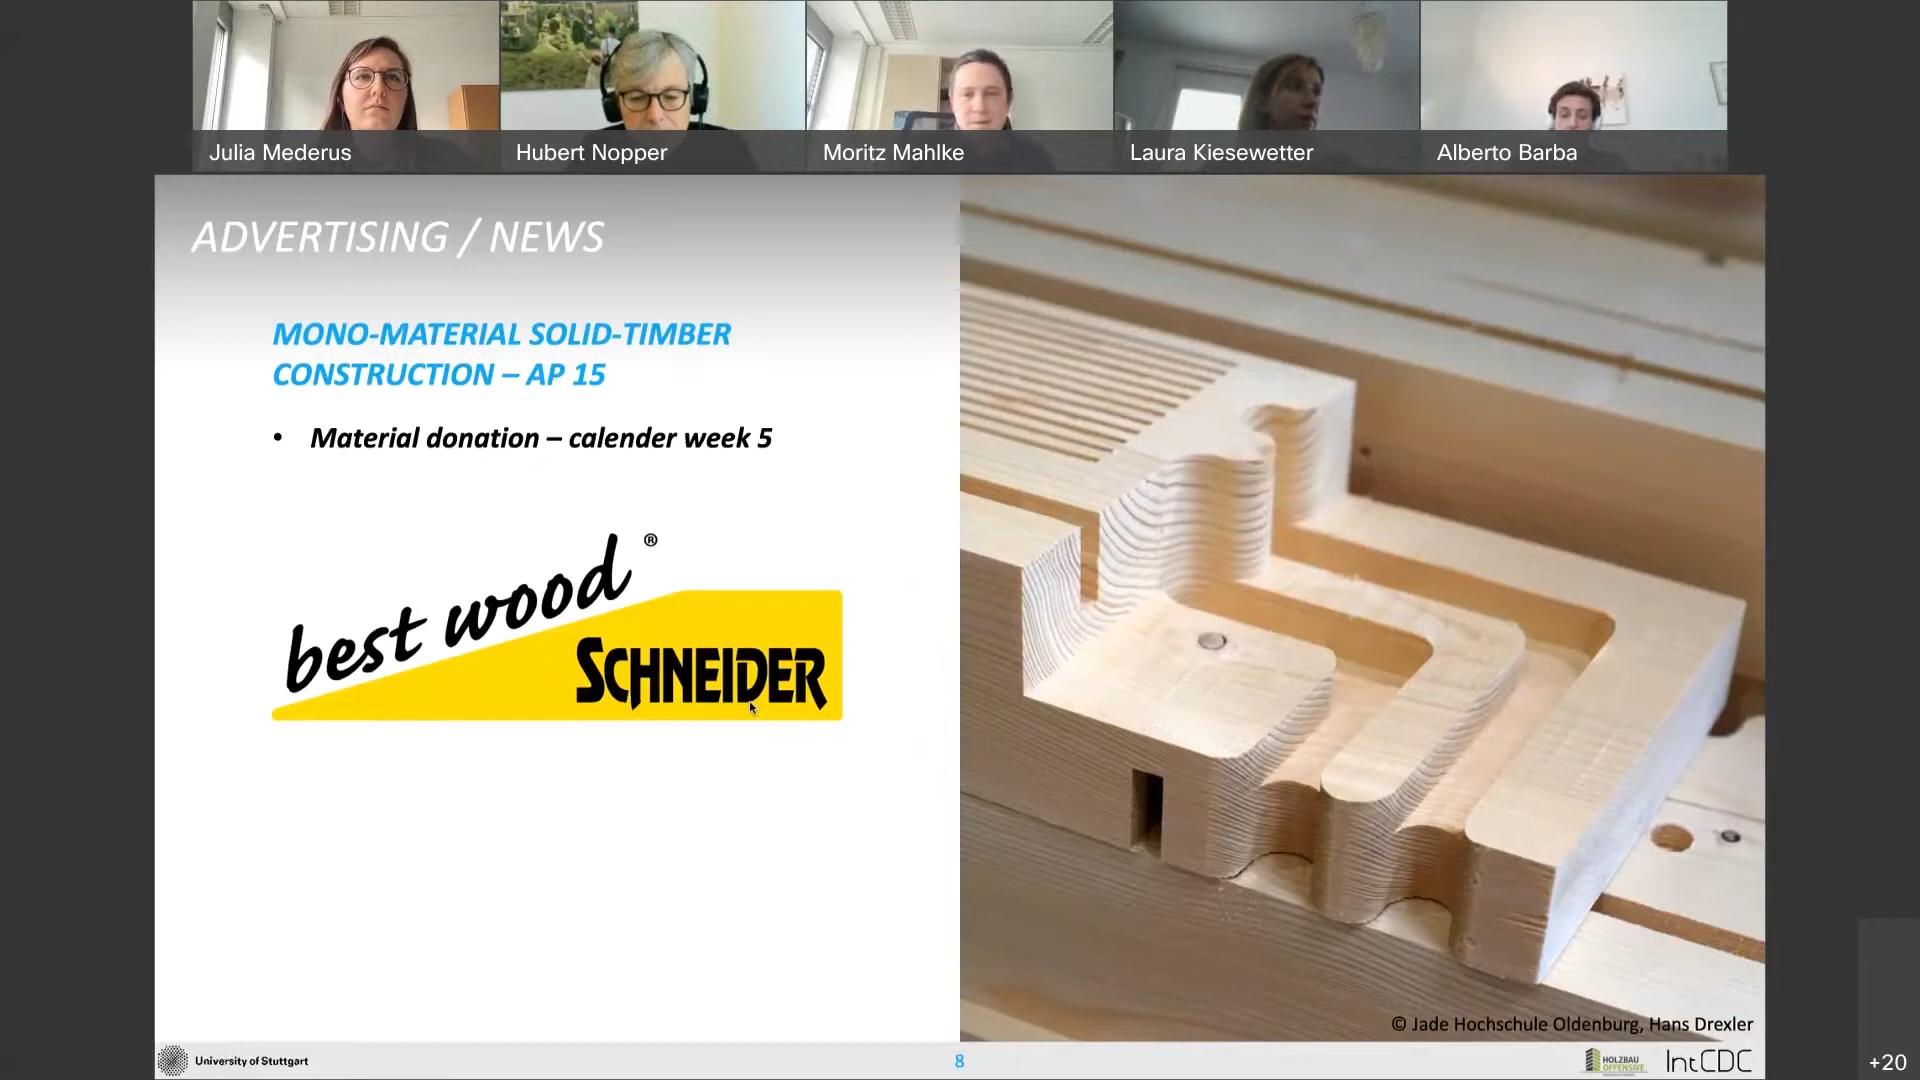 Julia Mederus
Hubert Nopper
Moritz Mahlke
Laura Kiesewetter
Alberto Barba
ADVERTISING / NEWS
MONO-MATERIAL SOLID-TIMBER
CONSTRUCTION – AP 15
• Material donation – calender week 5
best wood ®
SCHNEIDER
© Jade Hochschule Oldenburg, Hans Drexler
University of Stuttgart
8
HOLZBAU
OFFENSIVE
IntCDC
+20